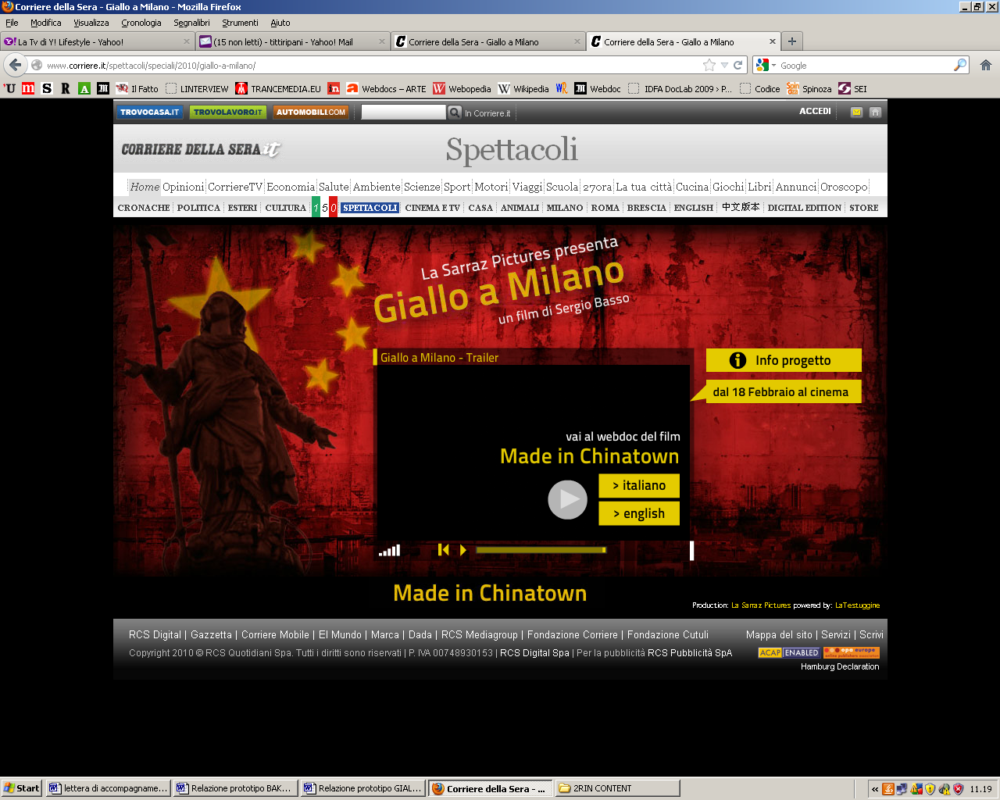 Corriere della Sera - Giallo a Milano - Mozilla Firefox
File Modifica Visualizza Cronologia Segnalibri Strumenti Aiuto
La Tv di Y! Lifestyle - Yahoo! (15 non letti) - tittiripani - Yahoo! Mail Corriere della Sera - Giallo a Milano Corriere della Sera - Giallo a Milano
www.corriere.it/spettacoli/speciali/2010/giallo-a-milano/ Google
Il Fatto LINTERVIEW TRANCEMEDIA.EU Webdocs – ARTE Webopedia Wikipedia Webdoc IDFA DocLab 2009 › P... Codice Spinoza SEI
TROVOCASA.IT TROVOLAVORO.IT AUTOMOBILI.COM In Corriere.it ACCEDI
CORRIERE DELLA SERA it Spettacoli
Home Opinioni CorriereTV Economia Salute Ambiente Scienze Sport Motori Viaggi Scuola 27ora La tua città Cucina Giochi Libri Annunci Oroscopo
CRONACHE POLITICA ESTERI CULTURA 150 SPETTACOLI CINEMA E TV CASA ANIMALI MILANO ROMA BRESCIA ENGLISH 中文版本 DIGITAL EDITION STORE
La Sarraz Pictures presenta
Giallo a Milano
un film di Sergio Basso
Giallo a Milano - Trailer
Info progetto
dal 18 Febbraio al cinema
vai al webdoc del film
Made in Chinatown
> italiano
> english
Made in Chinatown
Production: La Sarraz Pictures powered by: LaTestuggine
RCS Digital | Gazzetta | Corriere Mobile | El Mundo | Marca | Dada | RCS Mediagroup | Fondazione Corriere | Fondazione Cutuli Mappa del sito | Servizi | Scrivi
Copyright 2010 © RCS Quotidiani Spa. Tutti i diritti sono riservati | P. IVA 00748930153 | RCS Digital Spa | Per la pubblicità RCS Pubblicità SpA ACAP ENABLED opa europe
Hamburg Declaration
Start lettera di accompagname... Relazione prototipo BAK... Relazione prototipo GIAL... Corriere della Sera - ... 2RIN CONTENT « 11.19